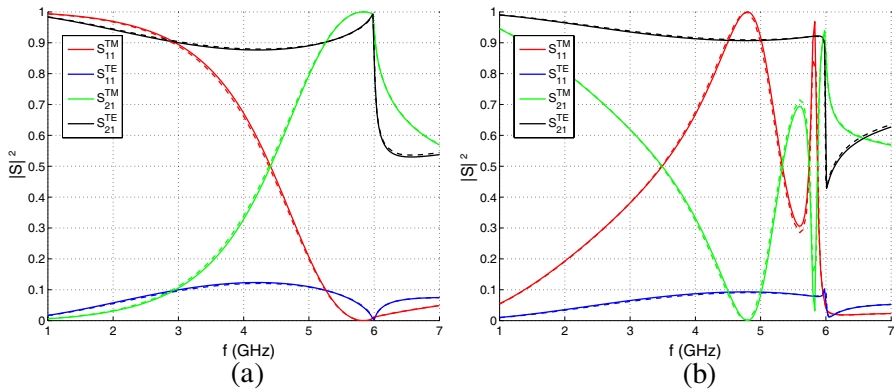 1
0.9
0.8
0.7
0.6
0.5
0.4
0.3
0.2
0.1
0
|S|²
S₁₁ᵀᴹ
S₁₁ᵀᴱ
S₂₁ᵀᴹ
S₂₁ᵀᴱ
1 2 3 4 5 6 7
f (GHz)
(a)
1
0.9
0.8
0.7
0.6
0.5
0.4
0.3
0.2
0.1
0
|S|²
S₁₁ᵀᴹ
S₁₁ᵀᴱ
S₂₁ᵀᴹ
S₂₁ᵀᴱ
1 2 3 4 5 6 7
f (GHz)
(b)